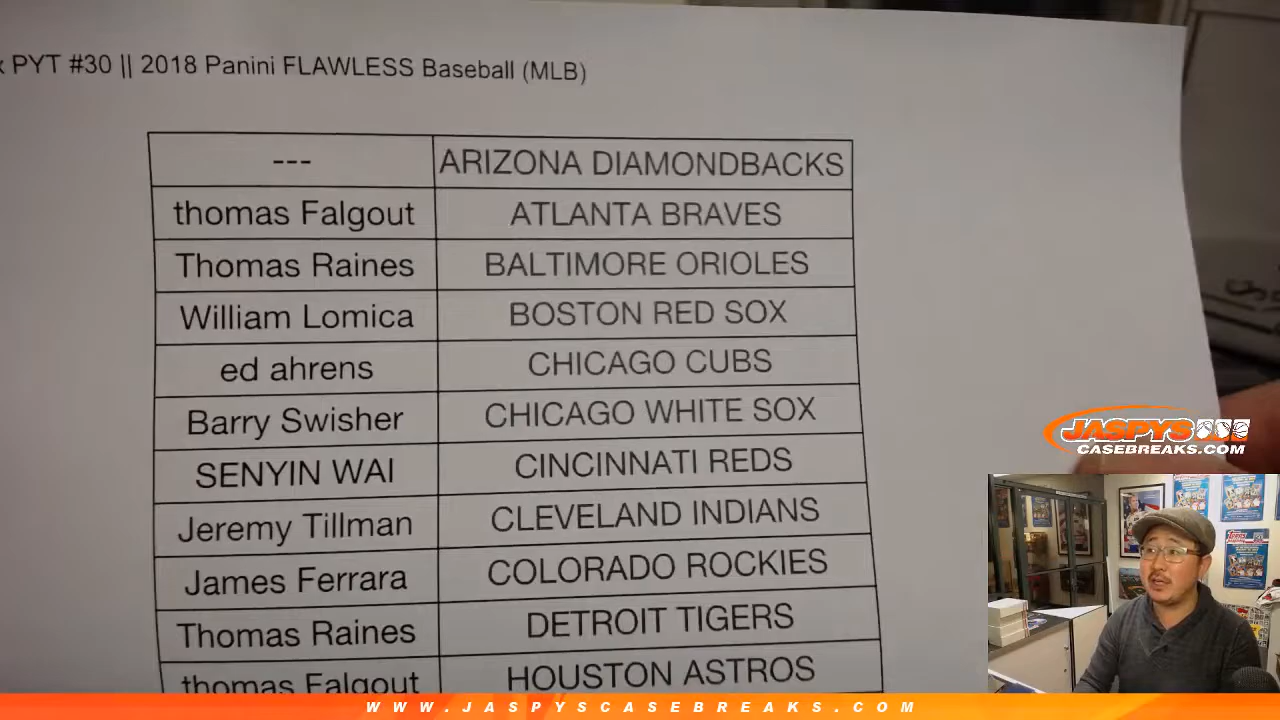 PYT #30 || 2018 Panini FLAWLESS Baseball (MLB)
--- ARIZONA DIAMONDBACKS
thomas Falgout ATLANTA BRAVES
Thomas Raines BALTIMORE ORIOLES
William Lomica BOSTON RED SOX
ed ahrens CHICAGO CUBS
Barry Swisher CHICAGO WHITE SOX
SENYIN WAI CINCINNATI REDS
Jeremy Tillman CLEVELAND INDIANS
James Ferrara COLORADO ROCKIES
Thomas Raines DETROIT TIGERS
thomas Falgout HOUSTON ASTROS
JASPYS
CASEBREAKS.COM
WWW.JASPYSCASEBREAKS.COM